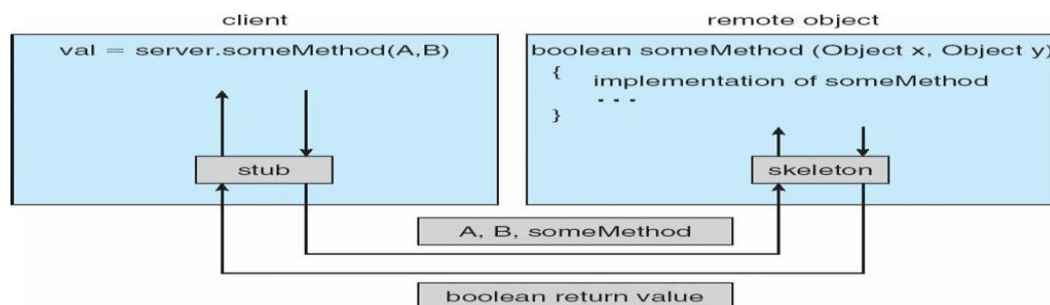 client
val = server.someMethod(A,B)
stub
remote object
boolean someMethod (Object x, Object y)
{
implementation of someMethod
...
}
skeleton
A, B, someMethod
boolean return value